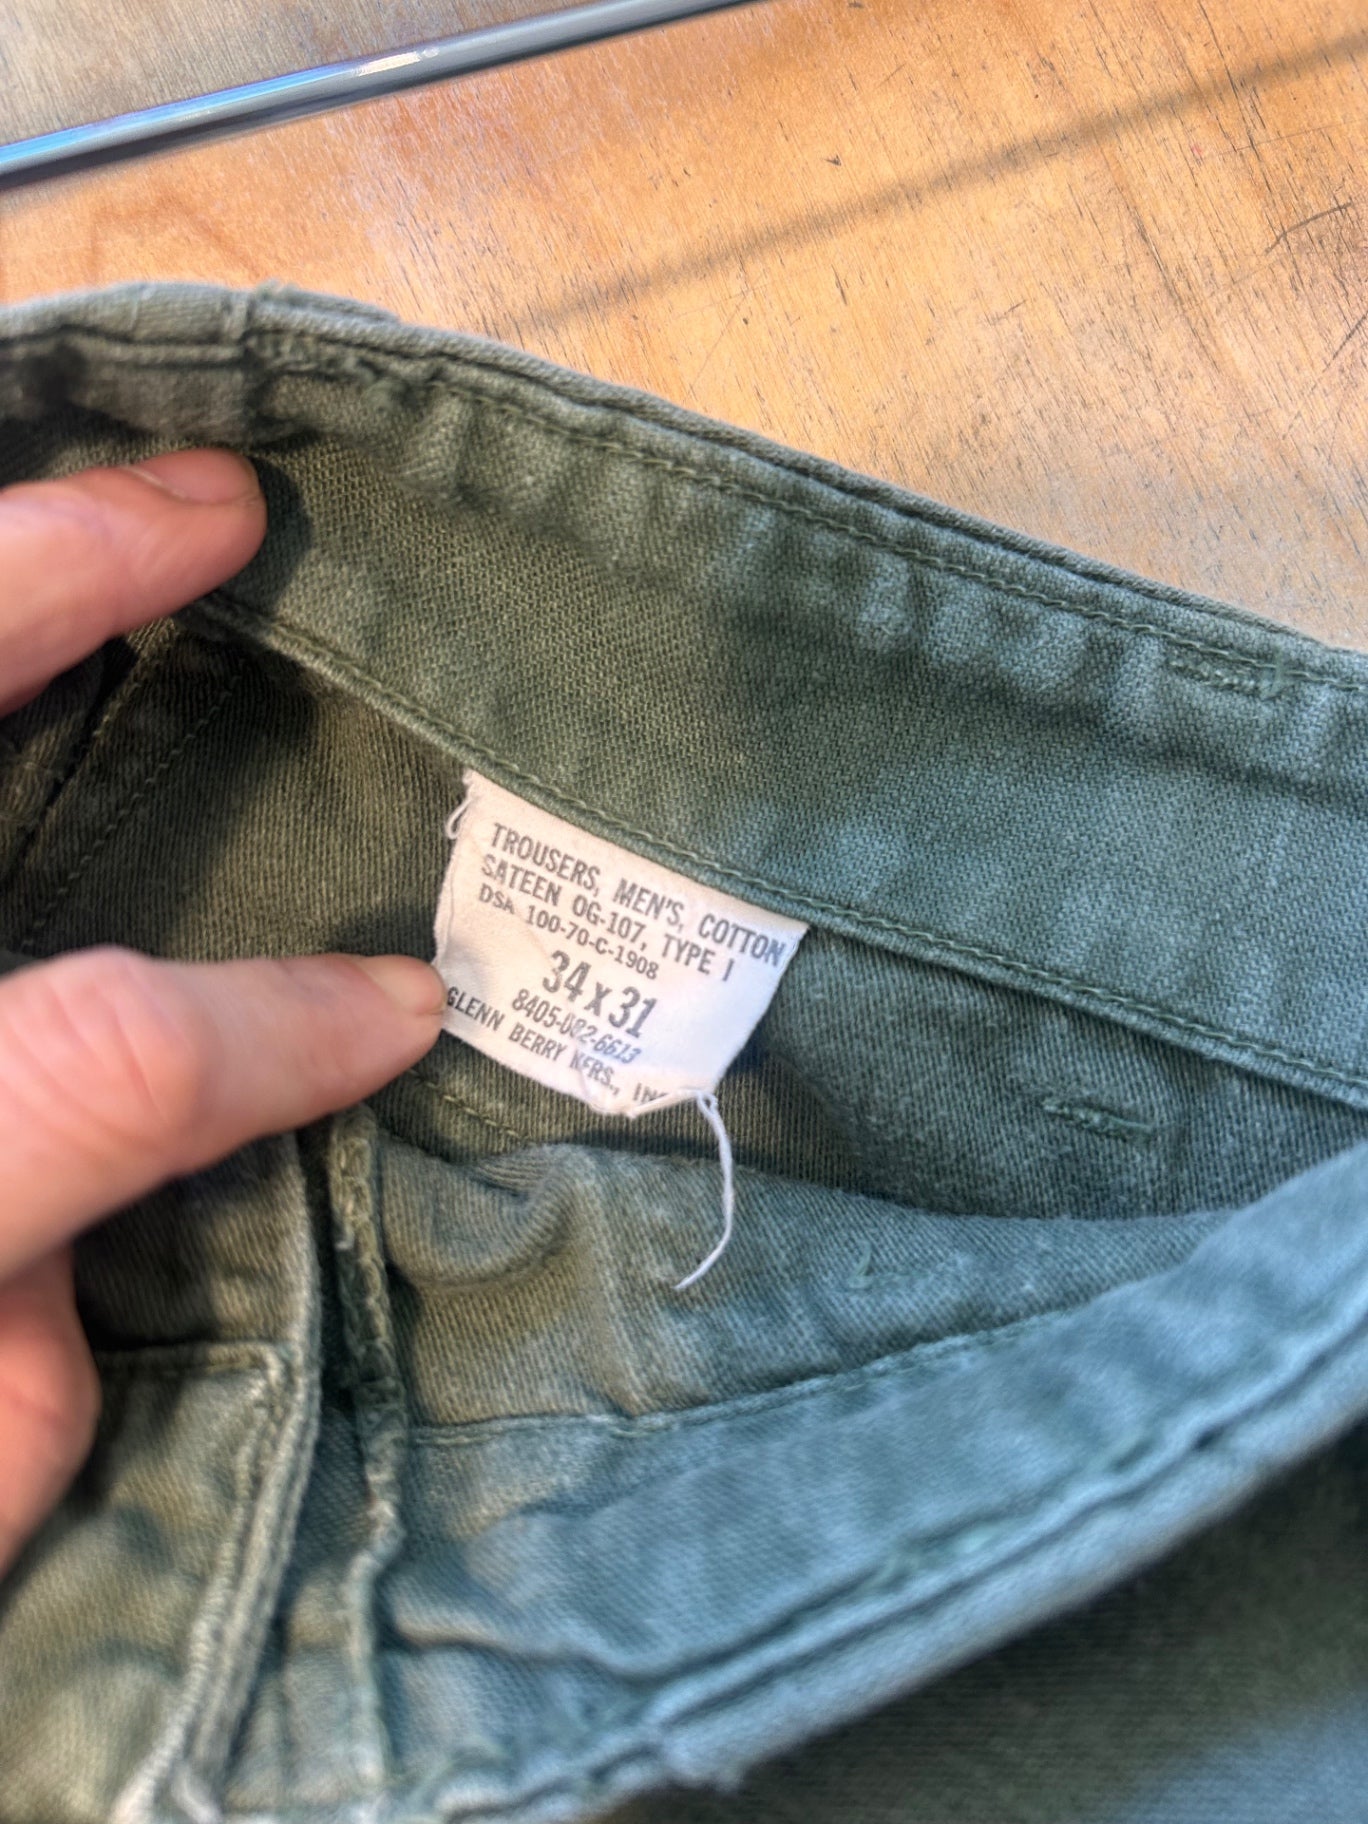 TROUSERS, MEN'S, COTTON
SATEEN OG-107, TYPE I
DSA 100-70-C-1908
34 x 31
8405-082-6613
GLENN BERRY MFRS., INC